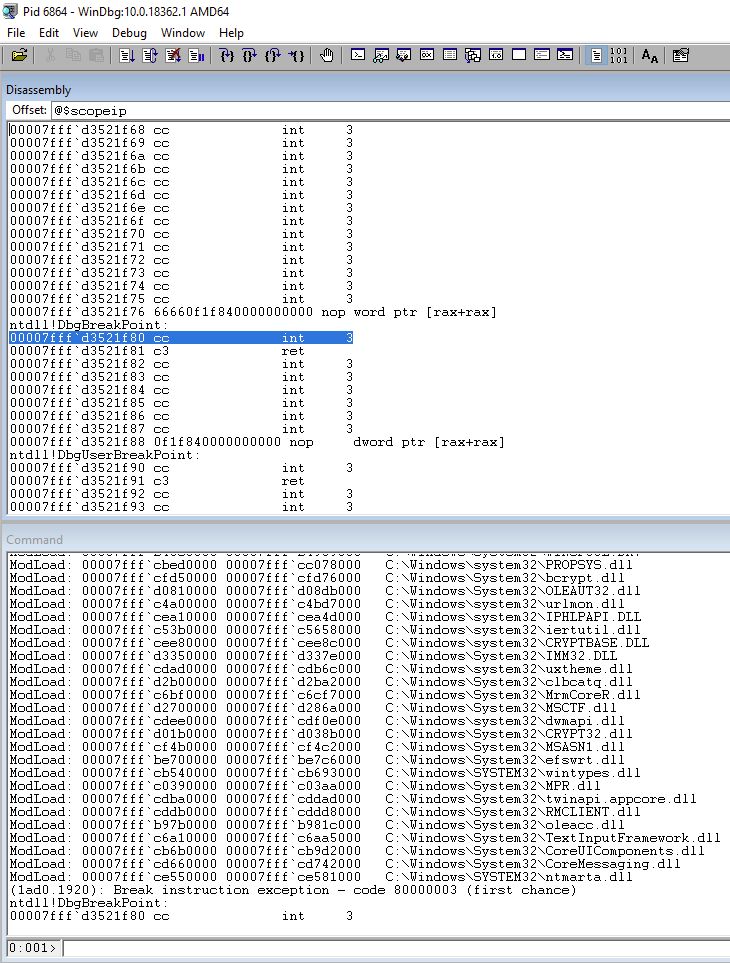 Pid 6864 - WinDbg:10.0.18362.1 AMD64
File Edit View Debug Window Help
Disassembly
Offset: @$scopeip
00007fff`d3521f68 cc int 3
00007fff`d3521f69 cc int 3
00007fff`d3521f6a cc int 3
00007fff`d3521f6b cc int 3
00007fff`d3521f6c cc int 3
00007fff`d3521f6d cc int 3
00007fff`d3521f6e cc int 3
00007fff`d3521f6f cc int 3
00007fff`d3521f70 cc int 3
00007fff`d3521f71 cc int 3
00007fff`d3521f72 cc int 3
00007fff`d3521f73 cc int 3
00007fff`d3521f74 cc int 3
00007fff`d3521f75 cc int 3
00007fff`d3521f76 66660f1f840000000000 nop word ptr [rax+rax]
ntdll!DbgBreakPoint:
00007fff`d3521f80 cc int 3
00007fff`d3521f81 c3 ret
00007fff`d3521f82 cc int 3
00007fff`d3521f83 cc int 3
00007fff`d3521f84 cc int 3
00007fff`d3521f85 cc int 3
00007fff`d3521f86 cc int 3
00007fff`d3521f87 cc int 3
00007fff`d3521f88 0f1f840000000000 nop dword ptr [rax+rax]
ntdll!DbgUserBreakPoint:
00007fff`d3521f90 cc int 3
00007fff`d3521f91 c3 ret
00007fff`d3521f92 cc int 3
00007fff`d3521f93 cc int 3
Command
ModLoad: 00007fff`cbed0000 00007fff`cc078000 C:\Windows\system32\PROPSYS.dll
ModLoad: 00007fff`cfd50000 00007fff`cfd76000 C:\Windows\System32\bcrypt.dll
ModLoad: 00007fff`d0810000 00007fff`d08db000 C:\Windows\System32\OLEAUT32.dll
ModLoad: 00007fff`c4a00000 00007fff`c4bd7000 C:\Windows\system32\urlmon.dll
ModLoad: 00007fff`cea10000 00007fff`cea4d000 C:\Windows\system32\IPHLPAPI.DLL
ModLoad: 00007fff`c53b0000 00007fff`c5658000 C:\Windows\system32\iertutil.dll
ModLoad: 00007fff`cee80000 00007fff`cee8c000 C:\Windows\system32\CRYPTBASE.DLL
ModLoad: 00007fff`d3350000 00007fff`d337e000 C:\Windows\System32\IMM32.DLL
ModLoad: 00007fff`cdad0000 00007fff`cdb6c000 C:\Windows\system32\uxtheme.dll
ModLoad: 00007fff`d2b00000 00007fff`d2ba2000 C:\Windows\System32\clbcatq.dll
ModLoad: 00007fff`c6bf0000 00007fff`c6cf7000 C:\Windows\System32\MrmCoreR.dll
ModLoad: 00007fff`d2700000 00007fff`d286a000 C:\Windows\System32\MSCTF.dll
ModLoad: 00007fff`cdee0000 00007fff`cdf0e000 C:\Windows\system32\dwmapi.dll
ModLoad: 00007fff`d01b0000 00007fff`d038b000 C:\Windows\System32\CRYPT32.dll
ModLoad: 00007fff`cf4b0000 00007fff`cf4c2000 C:\Windows\System32\MSASN1.dll
ModLoad: 00007fff`be700000 00007fff`be7c6000 C:\Windows\System32\efswrt.dll
ModLoad: 00007fff`cb540000 00007fff`cb693000 C:\Windows\SYSTEM32\wintypes.dll
ModLoad: 00007fff`c0390000 00007fff`c03aa000 C:\Windows\System32\MPR.dll
ModLoad: 00007fff`cdba0000 00007fff`cddad000 C:\Windows\System32\twinapi.appcore.dll
ModLoad: 00007fff`cddb0000 00007fff`cddd8000 C:\Windows\System32\RMCLIENT.dll
ModLoad: 00007fff`b97b0000 00007fff`b981c000 C:\Windows\System32\oleacc.dll
ModLoad: 00007fff`c6a10000 00007fff`c6aa5000 C:\Windows\System32\TextInputFramework.dll
ModLoad: 00007fff`cb6b0000 00007fff`cb9d2000 C:\Windows\System32\CoreUIComponents.dll
ModLoad: 00007fff`cd660000 00007fff`cd742000 C:\Windows\System32\CoreMessaging.dll
ModLoad: 00007fff`ce550000 00007fff`ce581000 C:\Windows\SYSTEM32\ntmarta.dll
(1ad0.1920): Break instruction exception - code 80000003 (first chance)
ntdll!DbgBreakPoint:
00007fff`d3521f80 cc int 3
0:001>